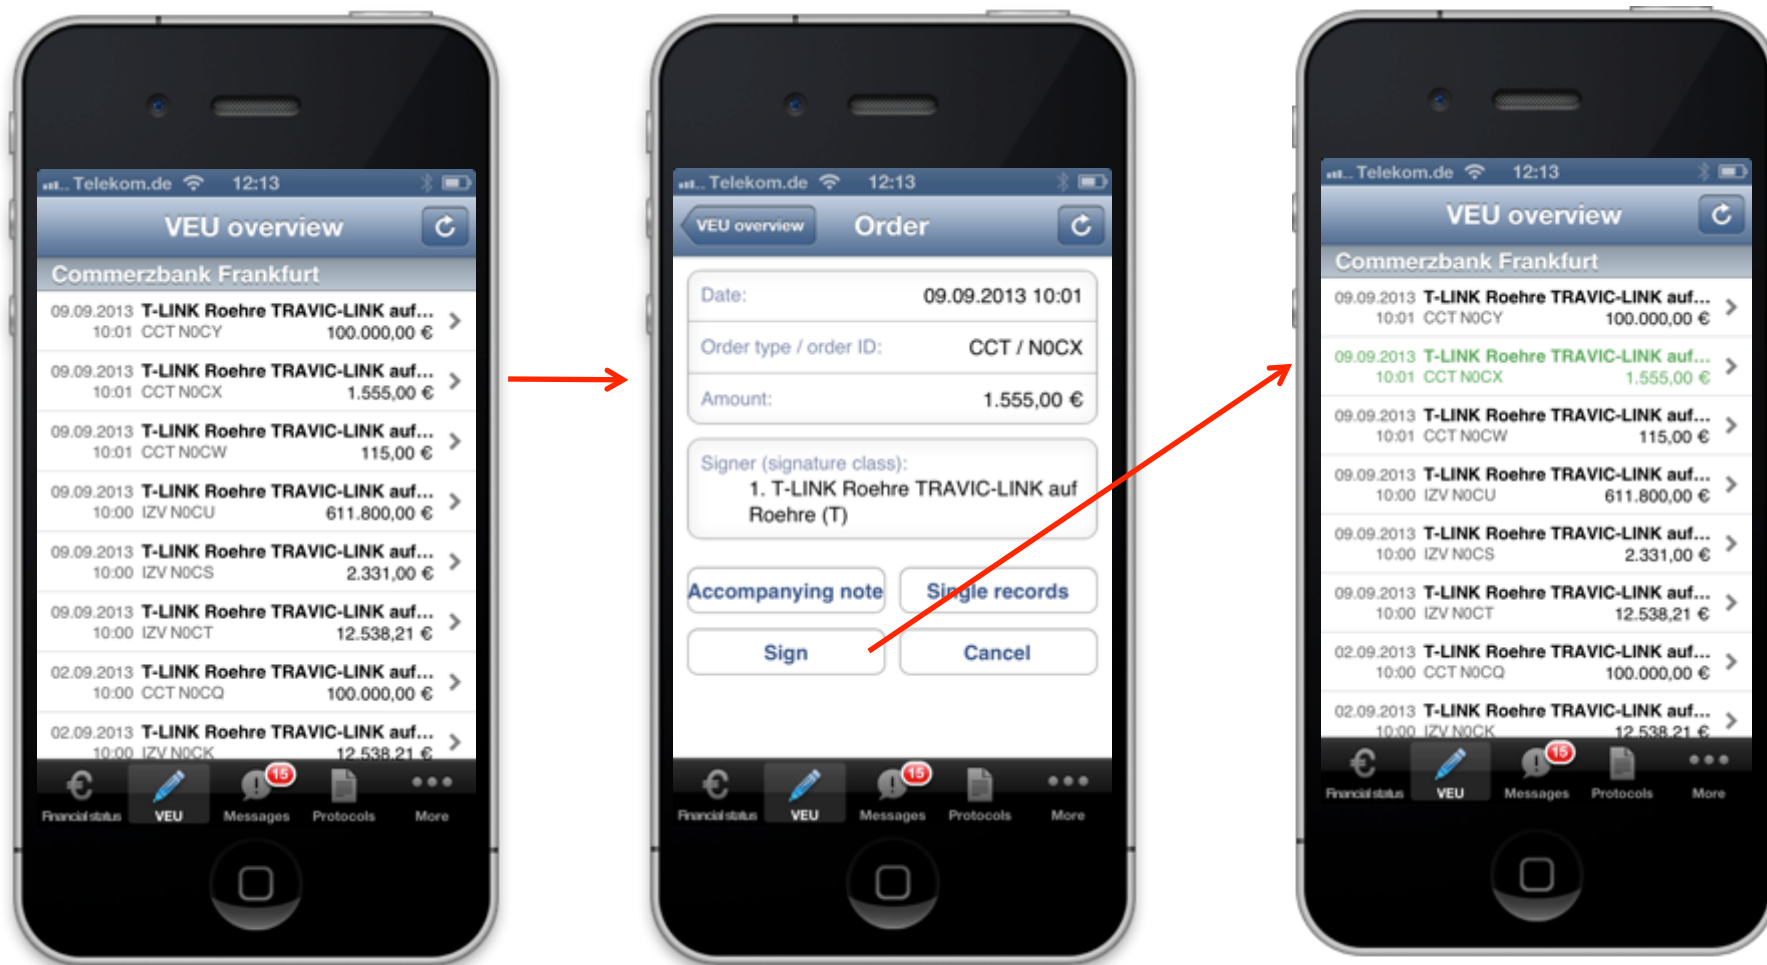 Telekom.de 12:13
VEU overview
Commerzbank Frankfurt
09.09.2013 T-LINK Roehre TRAVIC-LINK auf...
10:01 CCT N0CY 100.000,00 €
09.09.2013 T-LINK Roehre TRAVIC-LINK auf...
10:01 CCT N0CX 1.555,00 €
09.09.2013 T-LINK Roehre TRAVIC-LINK auf...
10:01 CCT N0CW 115,00 €
09.09.2013 T-LINK Roehre TRAVIC-LINK auf...
10:00 IZV N0CU 611.800,00 €
09.09.2013 T-LINK Roehre TRAVIC-LINK auf...
10:00 IZV N0CS 2.331,00 €
09.09.2013 T-LINK Roehre TRAVIC-LINK auf...
10:00 IZV N0CT 12.538,21 €
02.09.2013 T-LINK Roehre TRAVIC-LINK auf...
10:00 CCT N0CQ 100.000,00 €
02.09.2013 T-LINK Roehre TRAVIC-LINK auf...
10:00 IZV N0CK 12.538,21 €
15
Financial status VEU Messages Protocols More
Telekom.de 12:13
VEU overview Order
Date: 09.09.2013 10:01
Order type / order ID: CCT / N0CX
Amount: 1.555,00 €
Signer (signature class):
1. T-LINK Roehre TRAVIC-LINK auf
Roehre (T)
Accompanying note Single records
Sign Cancel
15
Financial status VEU Messages Protocols More
Telekom.de 12:13
VEU overview
Commerzbank Frankfurt
09.09.2013 T-LINK Roehre TRAVIC-LINK auf...
10:01 CCT N0CY 100.000,00 €
09.09.2013 T-LINK Roehre TRAVIC-LINK auf...
10:01 CCT N0CX 1.555,00 €
09.09.2013 T-LINK Roehre TRAVIC-LINK auf...
10:01 CCT N0CW 115,00 €
09.09.2013 T-LINK Roehre TRAVIC-LINK auf...
10:00 IZV N0CU 611.800,00 €
09.09.2013 T-LINK Roehre TRAVIC-LINK auf...
10:00 IZV N0CS 2.331,00 €
09.09.2013 T-LINK Roehre TRAVIC-LINK auf...
10:00 IZV N0CT 12.538,21 €
02.09.2013 T-LINK Roehre TRAVIC-LINK auf...
10:00 CCT N0CQ 100.000,00 €
02.09.2013 T-LINK Roehre TRAVIC-LINK auf...
10:00 IZV N0CK 12.538,21 €
15
Financial status VEU Messages Protocols More